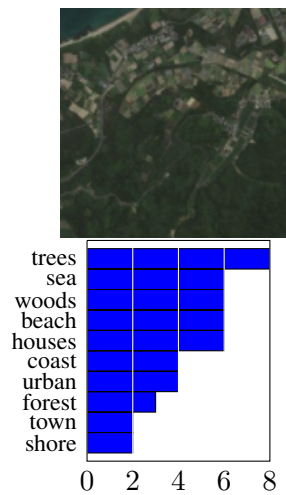 trees
sea
woods
beach
houses
coast
urban
forest
town
shore
0 2 4 6 8